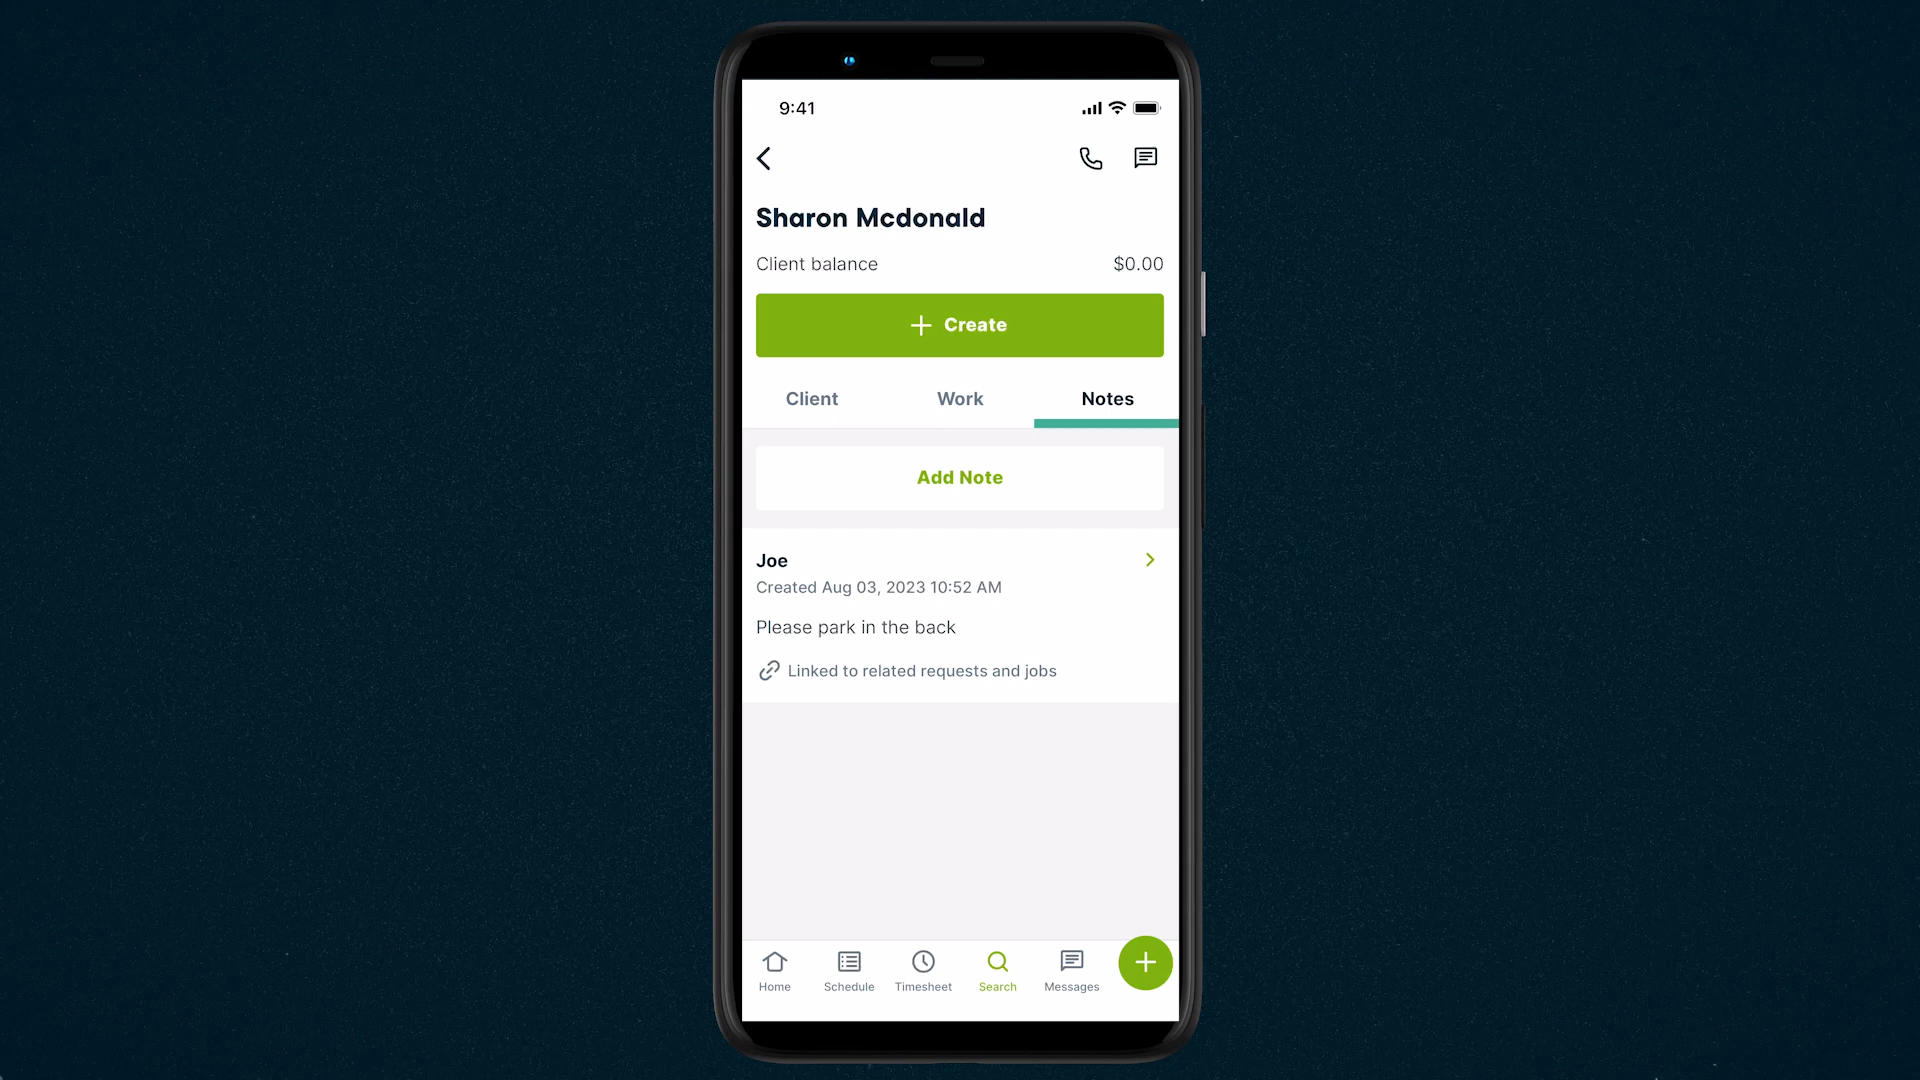 9:41
Sharon Mcdonald
Client balance $0.00
Create
Client Work Notes
Add Note
Joe
Created Aug 03, 2023 10:52 AM
Please park in the back
Linked to related requests and jobs
Home Schedule Timesheet Search Messages